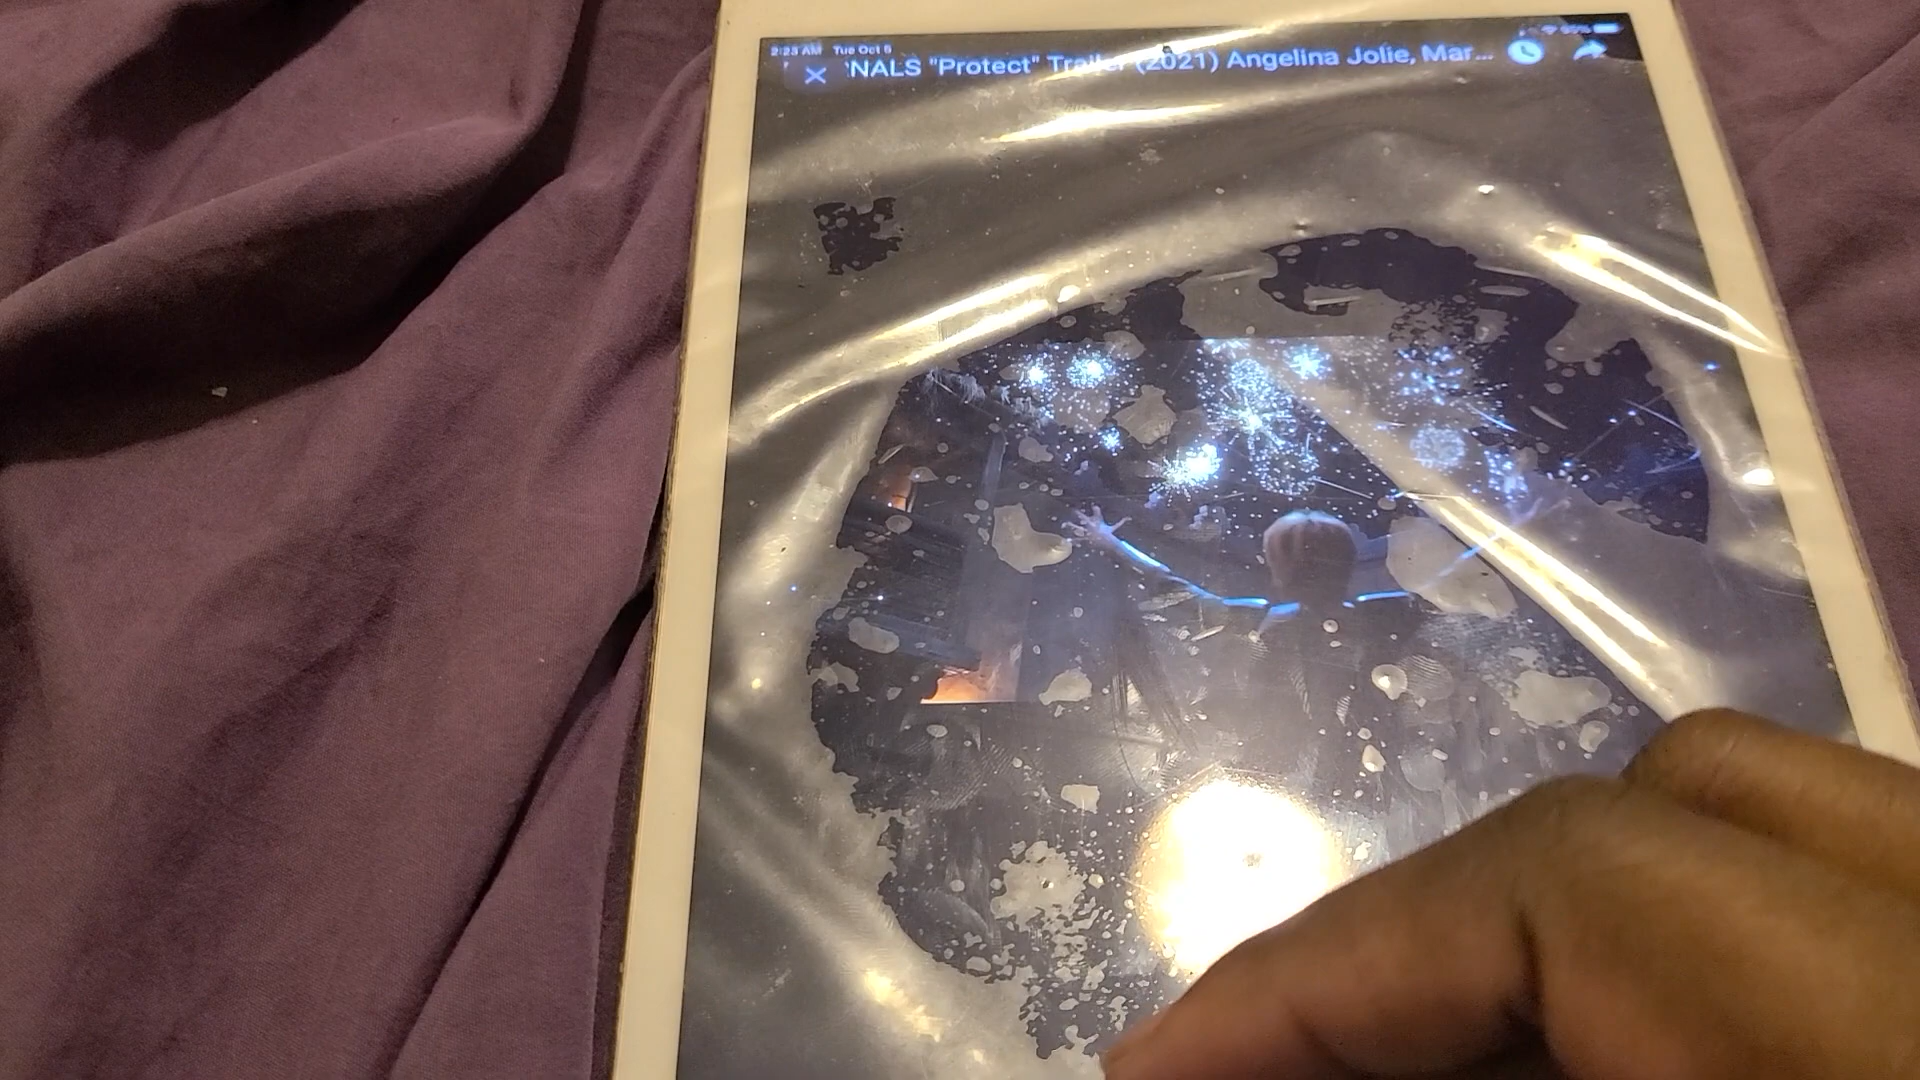 2:23 AM Tue Oct 5
'NALS "Protect" Trailer (2021) Angelina Jolie, Mar...